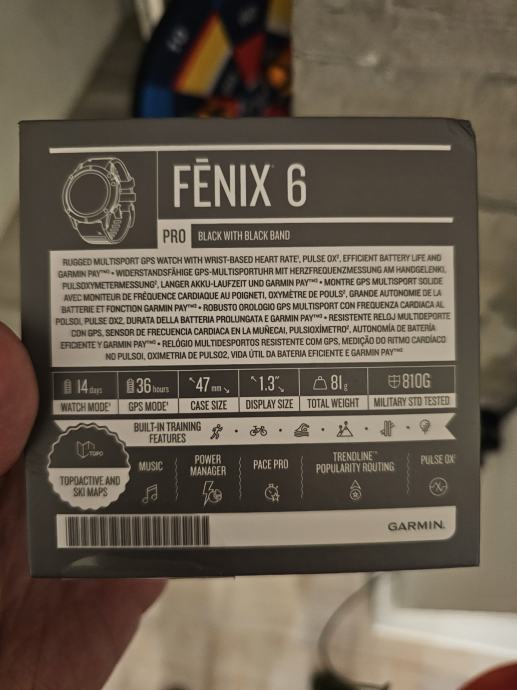 FĒNIX 6
PRO
BLACK WITH BLACK BAND
RUGGED MULTISPORT GPS WATCH WITH WRIST-BASED HEART RATE¹, PULSE OX², EFFICIENT BATTERY LIFE AND
GARMIN PAY™³ • WIDERSTANDSFÄHIGE GPS-MULTISPORTUHR MIT HERZFREQUENZMESSUNG AM HANDGELENK¹,
PULSOXYMETERMESSUNG², LANGER AKKU-LAUFZEIT UND GARMIN PAY™³ • MONTRE GPS MULTISPORT SOLIDE
AVEC MONITEUR DE FRÉQUENCE CARDIAQUE AU POIGNET¹, OXYMÈTRE DE POULS², GRANDE AUTONOMIE DE LA
BATTERIE ET FONCTION GARMIN PAY™³ • ROBUSTO OROLOGIO GPS MULTISPORT CON FREQUENZA CARDIACA AL
POLSO¹, PULSE OX2, DURATA DELLA BATTERIA PROLUNGATA E GARMIN PAY™³ • RESISTENTE RELOJ MULTIDEPORTE
CON GPS, SENSOR DE FRECUENCIA CARDIACA EN LA MUÑECA¹, PULSIOXÍMETRO², AUTONOMÍA DE BATERÍA
EFICIENTE Y GARMIN PAY™³ • RELÓGIO MULTIDESPORTOS RESISTENTE COM GPS, MEDIÇÃO DO RITMO CARDÍACO
NO PULSO¹, OXIMETRIA DE PULSO2, VIDA ÚTIL DA BATERIA EFICIENTE E GARMIN PAY™³
14 days
36 hours
47 mm
1.3"
81g
810G
WATCH MODE¹
GPS MODE¹
CASE SIZE
DISPLAY SIZE
TOTAL WEIGHT
MILITARY STD TESTED
BUILT-IN TRAINING
FEATURES
TOPO
TOPOACTIVE AND
SKI MAPS
MUSIC
POWER
MANAGER
PACE PRO
TRENDLINE™
POPULARITY ROUTING
PULSE OX²
GARMIN.